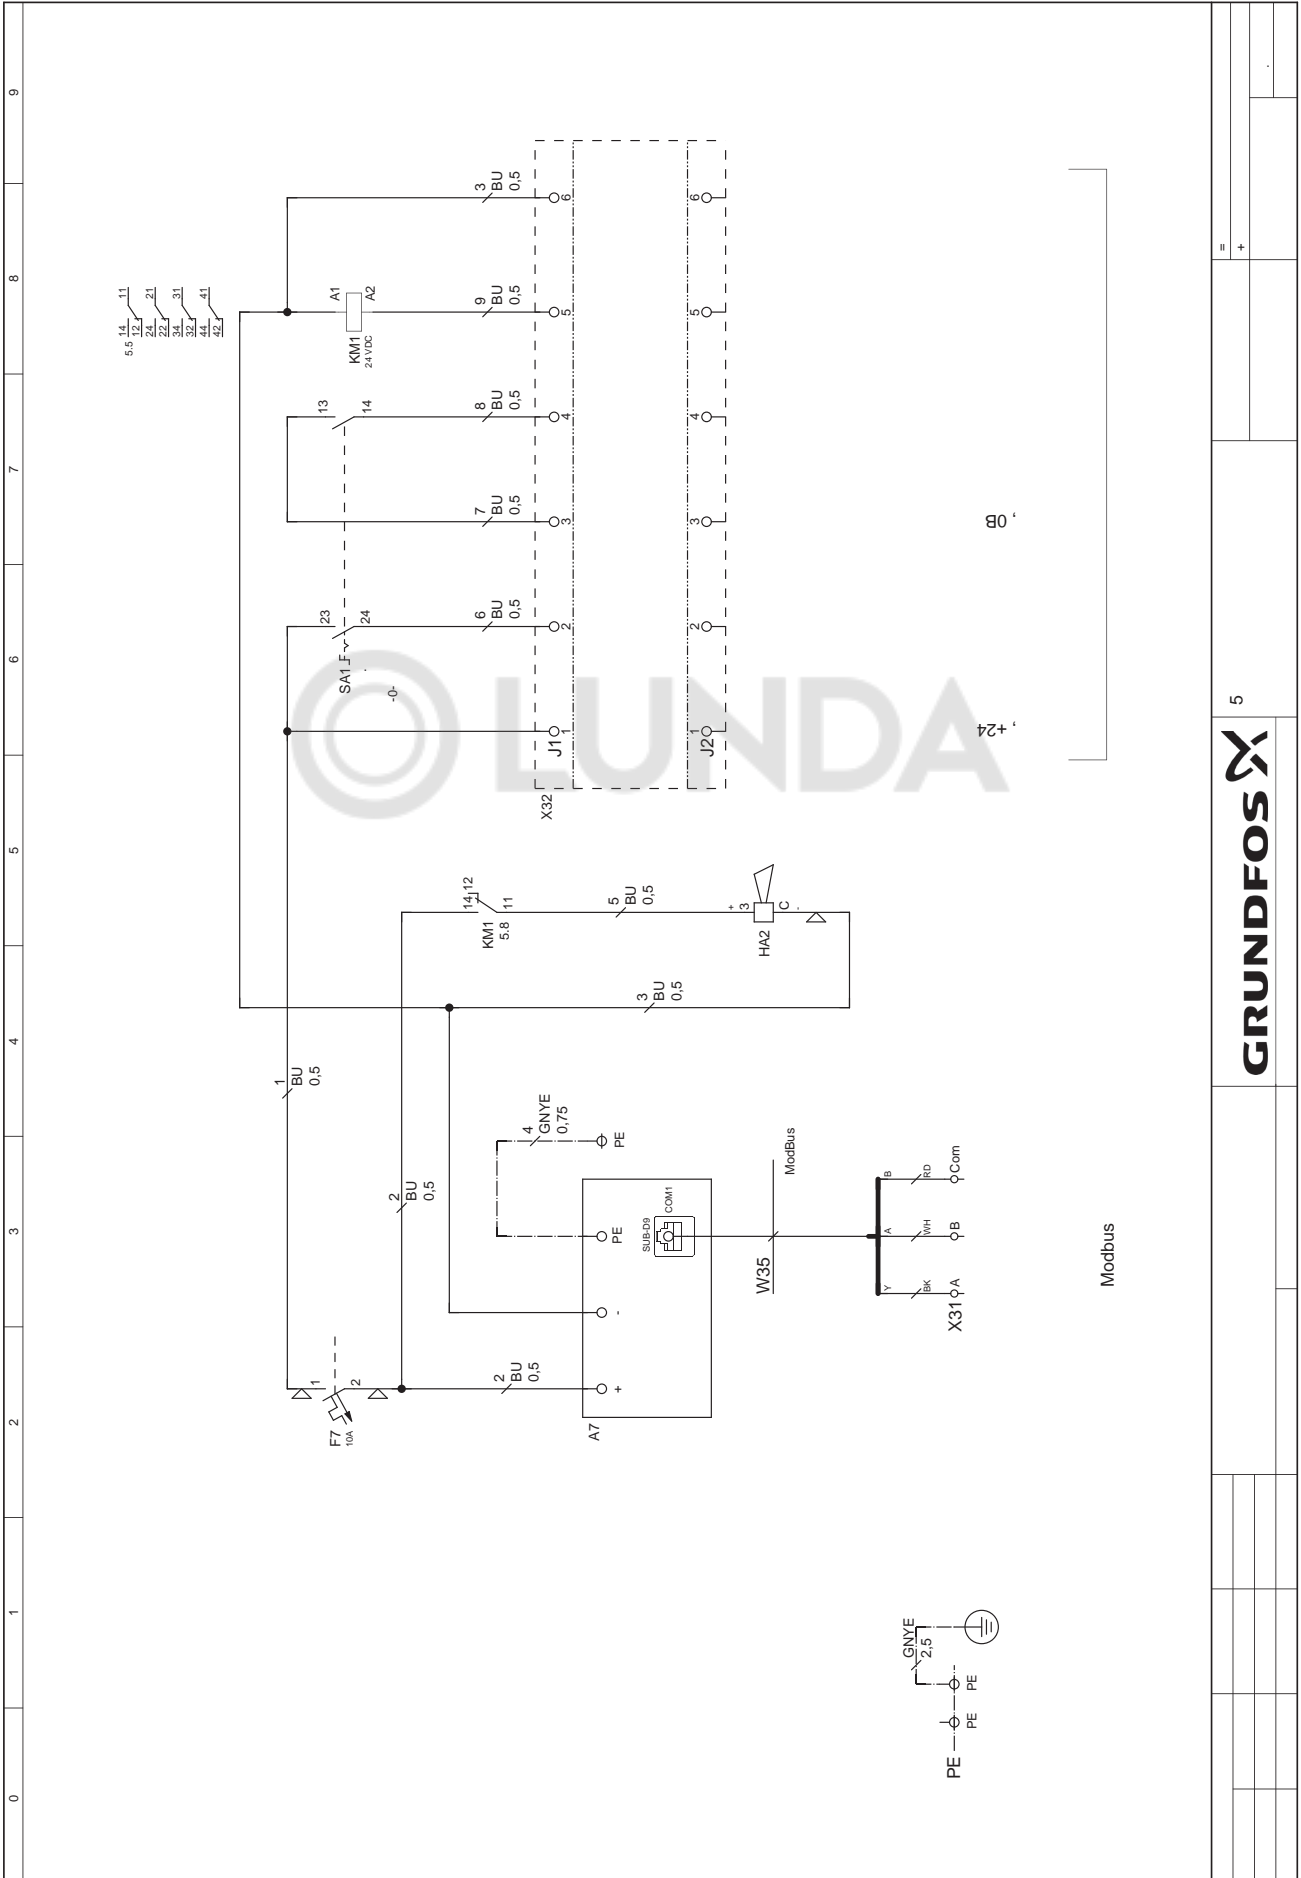 0
1
2
3
4
5
6
7
8
9
1
BU
0,5
F7
10A
1
2
2
BU
0,5
2
BU
0,5
A7
+
-
PE
4
GNYE
0,75
PE
SUB-D9
COM1
W35
ModBus
Y
A
B
BK
WH
RD
X31
A
B
Com
Modbus
PE
PE
PE
GNYE
2,5
3
BU
0,5
KM1
5.8
14
12
11
5
BU
0,5
HA2
+
3
C
-
SA1
-0-
23
24
13
14
KM1
24VDC
A1
A2
5.5
14
12
11
24
22
21
34
32
31
44
42
41
6
BU
0,5
7
BU
0,5
8
BU
0,5
9
BU
0,5
3
BU
0,5
X32
J1
1
2
3
4
5
6
J2
1
2
3
4
5
6
, +24
, 0B
LUNDA
GRUNDFOS
5
=
+